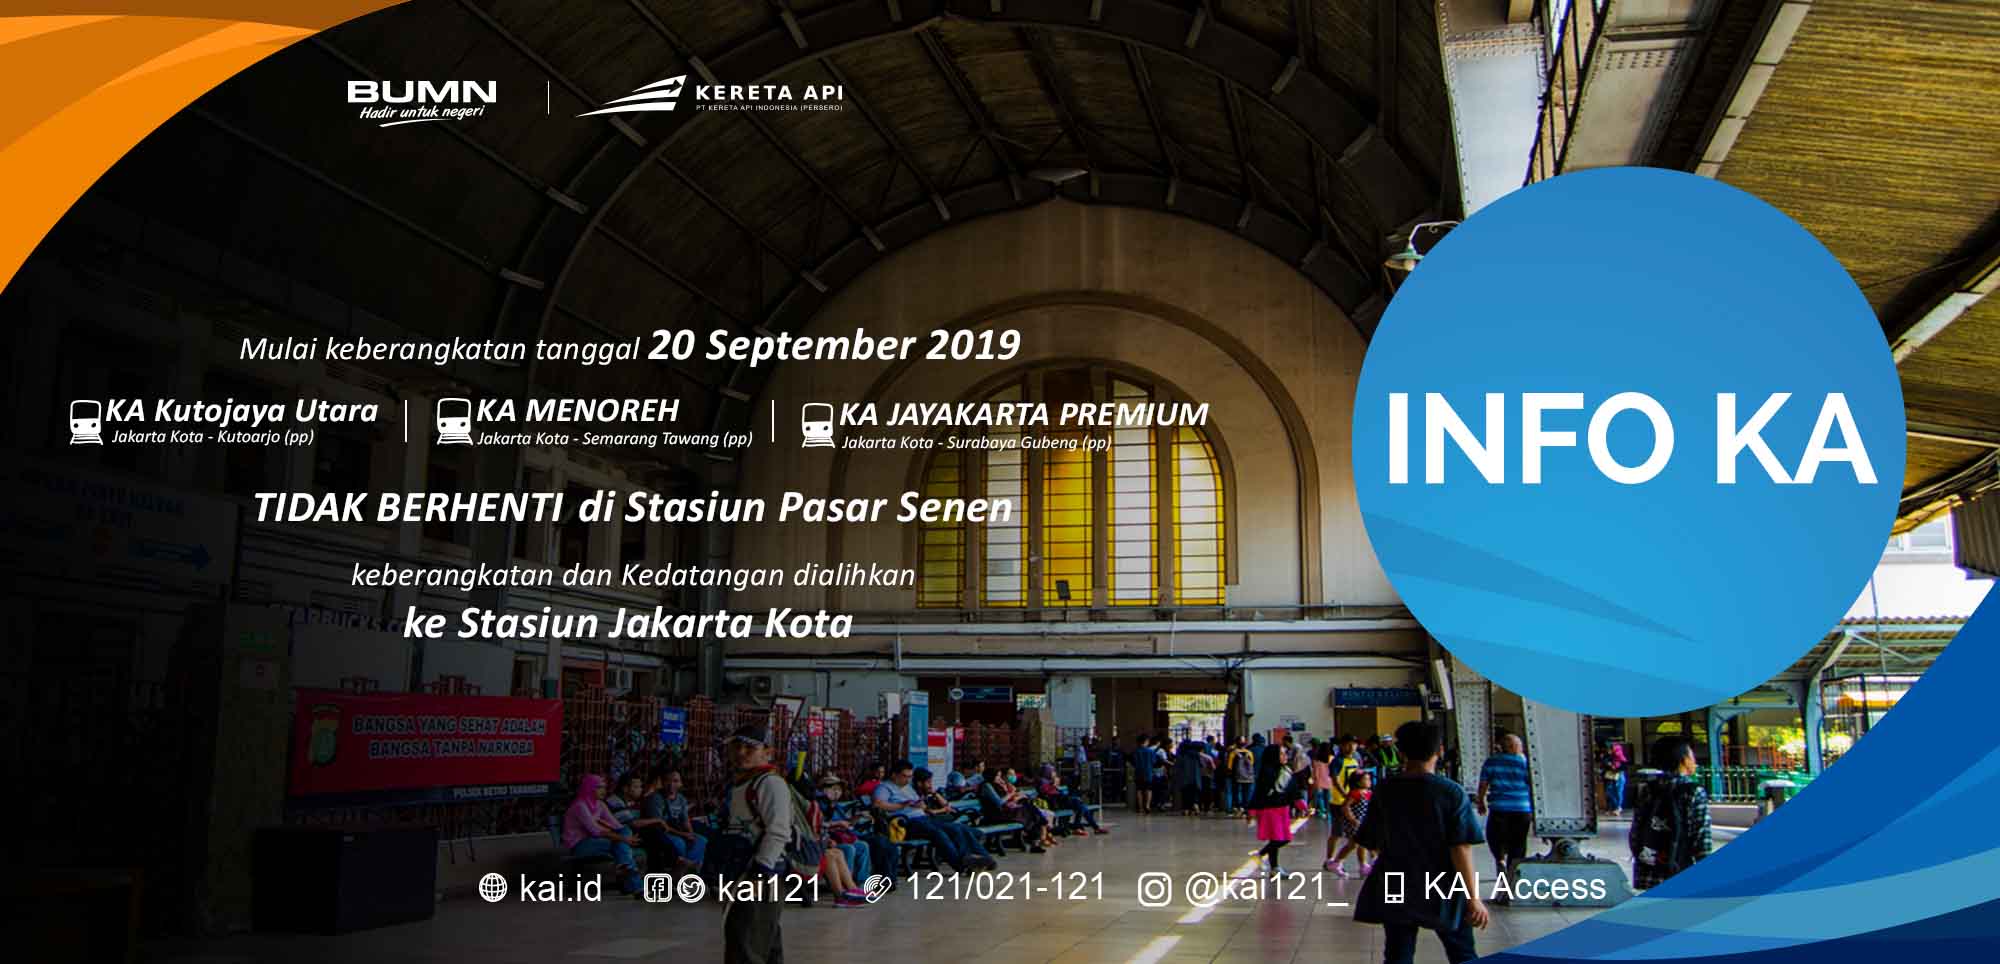 BUMN
Hadir untuk negeri
KERETA API
PT KERETA API INDONESIA (PERSERO)
Mulai keberangkatan tanggal 20 September 2019
KA Kutojaya Utara
Jakarta Kota - Kutoarjo (pp)
KA MENOREH
Jakarta Kota - Semarang Tawang (pp)
KA JAYAKARTA PREMIUM
Jakarta Kota - Surabaya Gubeng (pp)
TIDAK BERHENTI di Stasiun Pasar Senen
keberangkatan dan Kedatangan dialihkan
ke Stasiun Jakarta Kota
INFO KA
BANGSA YANG SEHAT ADALAH
BANGSA TANPA NARKOBA
kai.id
kai121
121/021-121
@kai121_
KAI Access